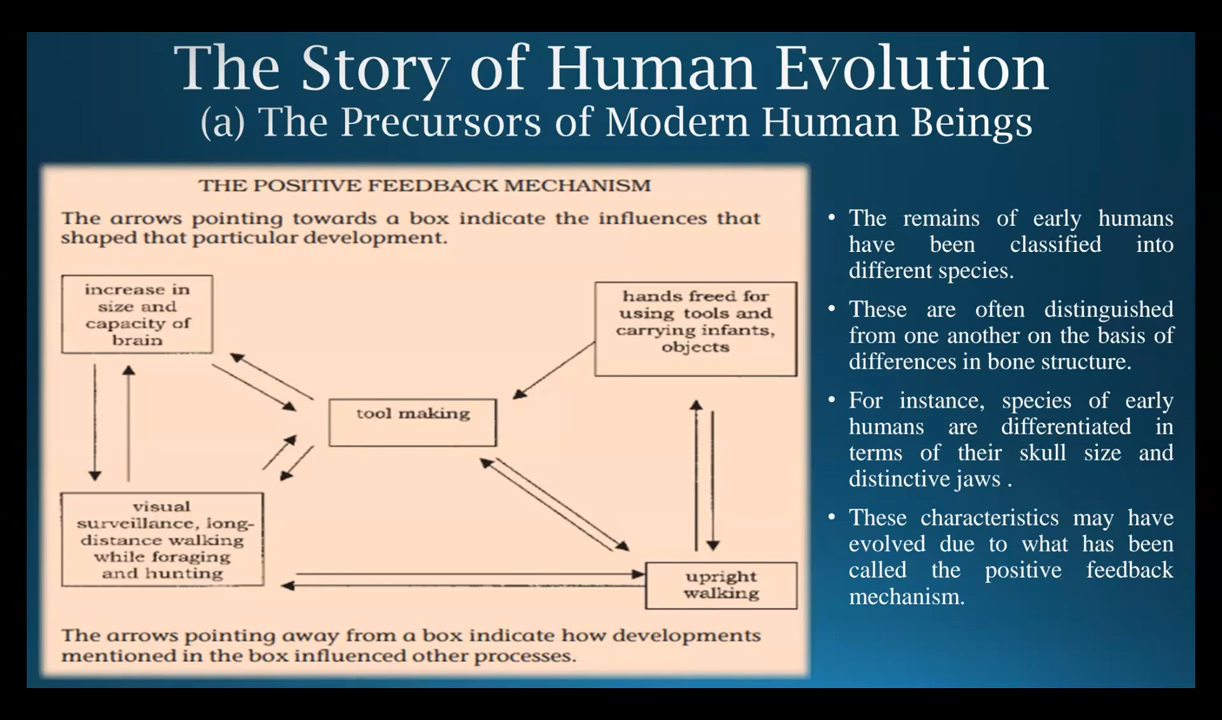 The Story of Human Evolution
(a) The Precursors of Modern Human Beings
THE POSITIVE FEEDBACK MECHANISM
The arrows pointing towards a box indicate the influences that
shaped that particular development.
increase in
size and
capacity of
brain
hands freed for
using tools and
carrying infants,
objects
tool making
visual
surveillance, long-
distance walking
while foraging
and hunting
upright
walking
The arrows pointing away from a box indicate how developments
mentioned in the box influenced other processes.
• The remains of early humans
have been classified into
different species.
• These are often distinguished
from one another on the basis of
differences in bone structure.
• For instance, species of early
humans are differentiated in
terms of their skull size and
distinctive jaws .
• These characteristics may have
evolved due to what has been
called the positive feedback
mechanism.